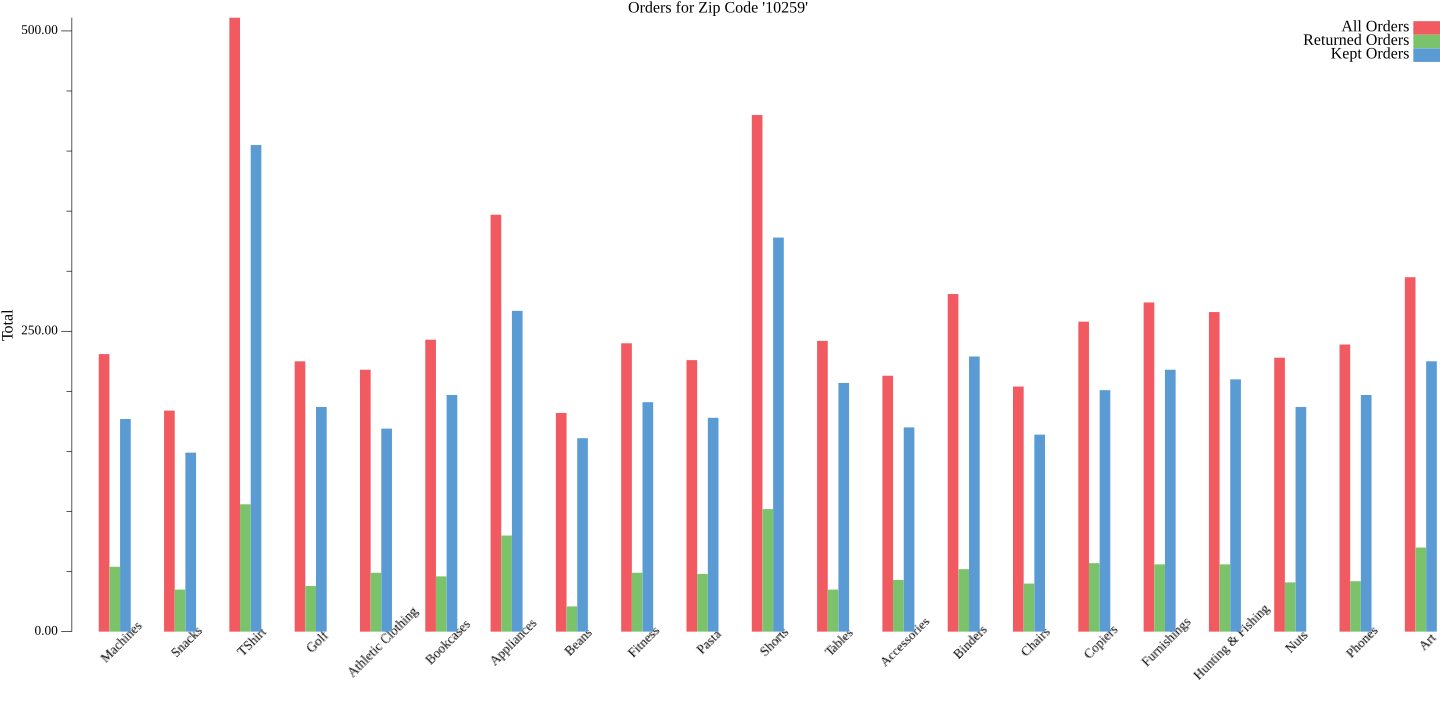 Orders for Zip Code '10259'
All Orders
Returned Orders
Kept Orders
Total
500.00
250.00
0.00
Machines
Snacks
TShirt
Golf
Athletic Clothing
Bookcases
Appliances
Beans
Fitness
Pasta
Shorts
Tables
Accessories
Binders
Chairs
Copiers
Furnishings
Hunting & Fishing
Nuts
Phones
Art